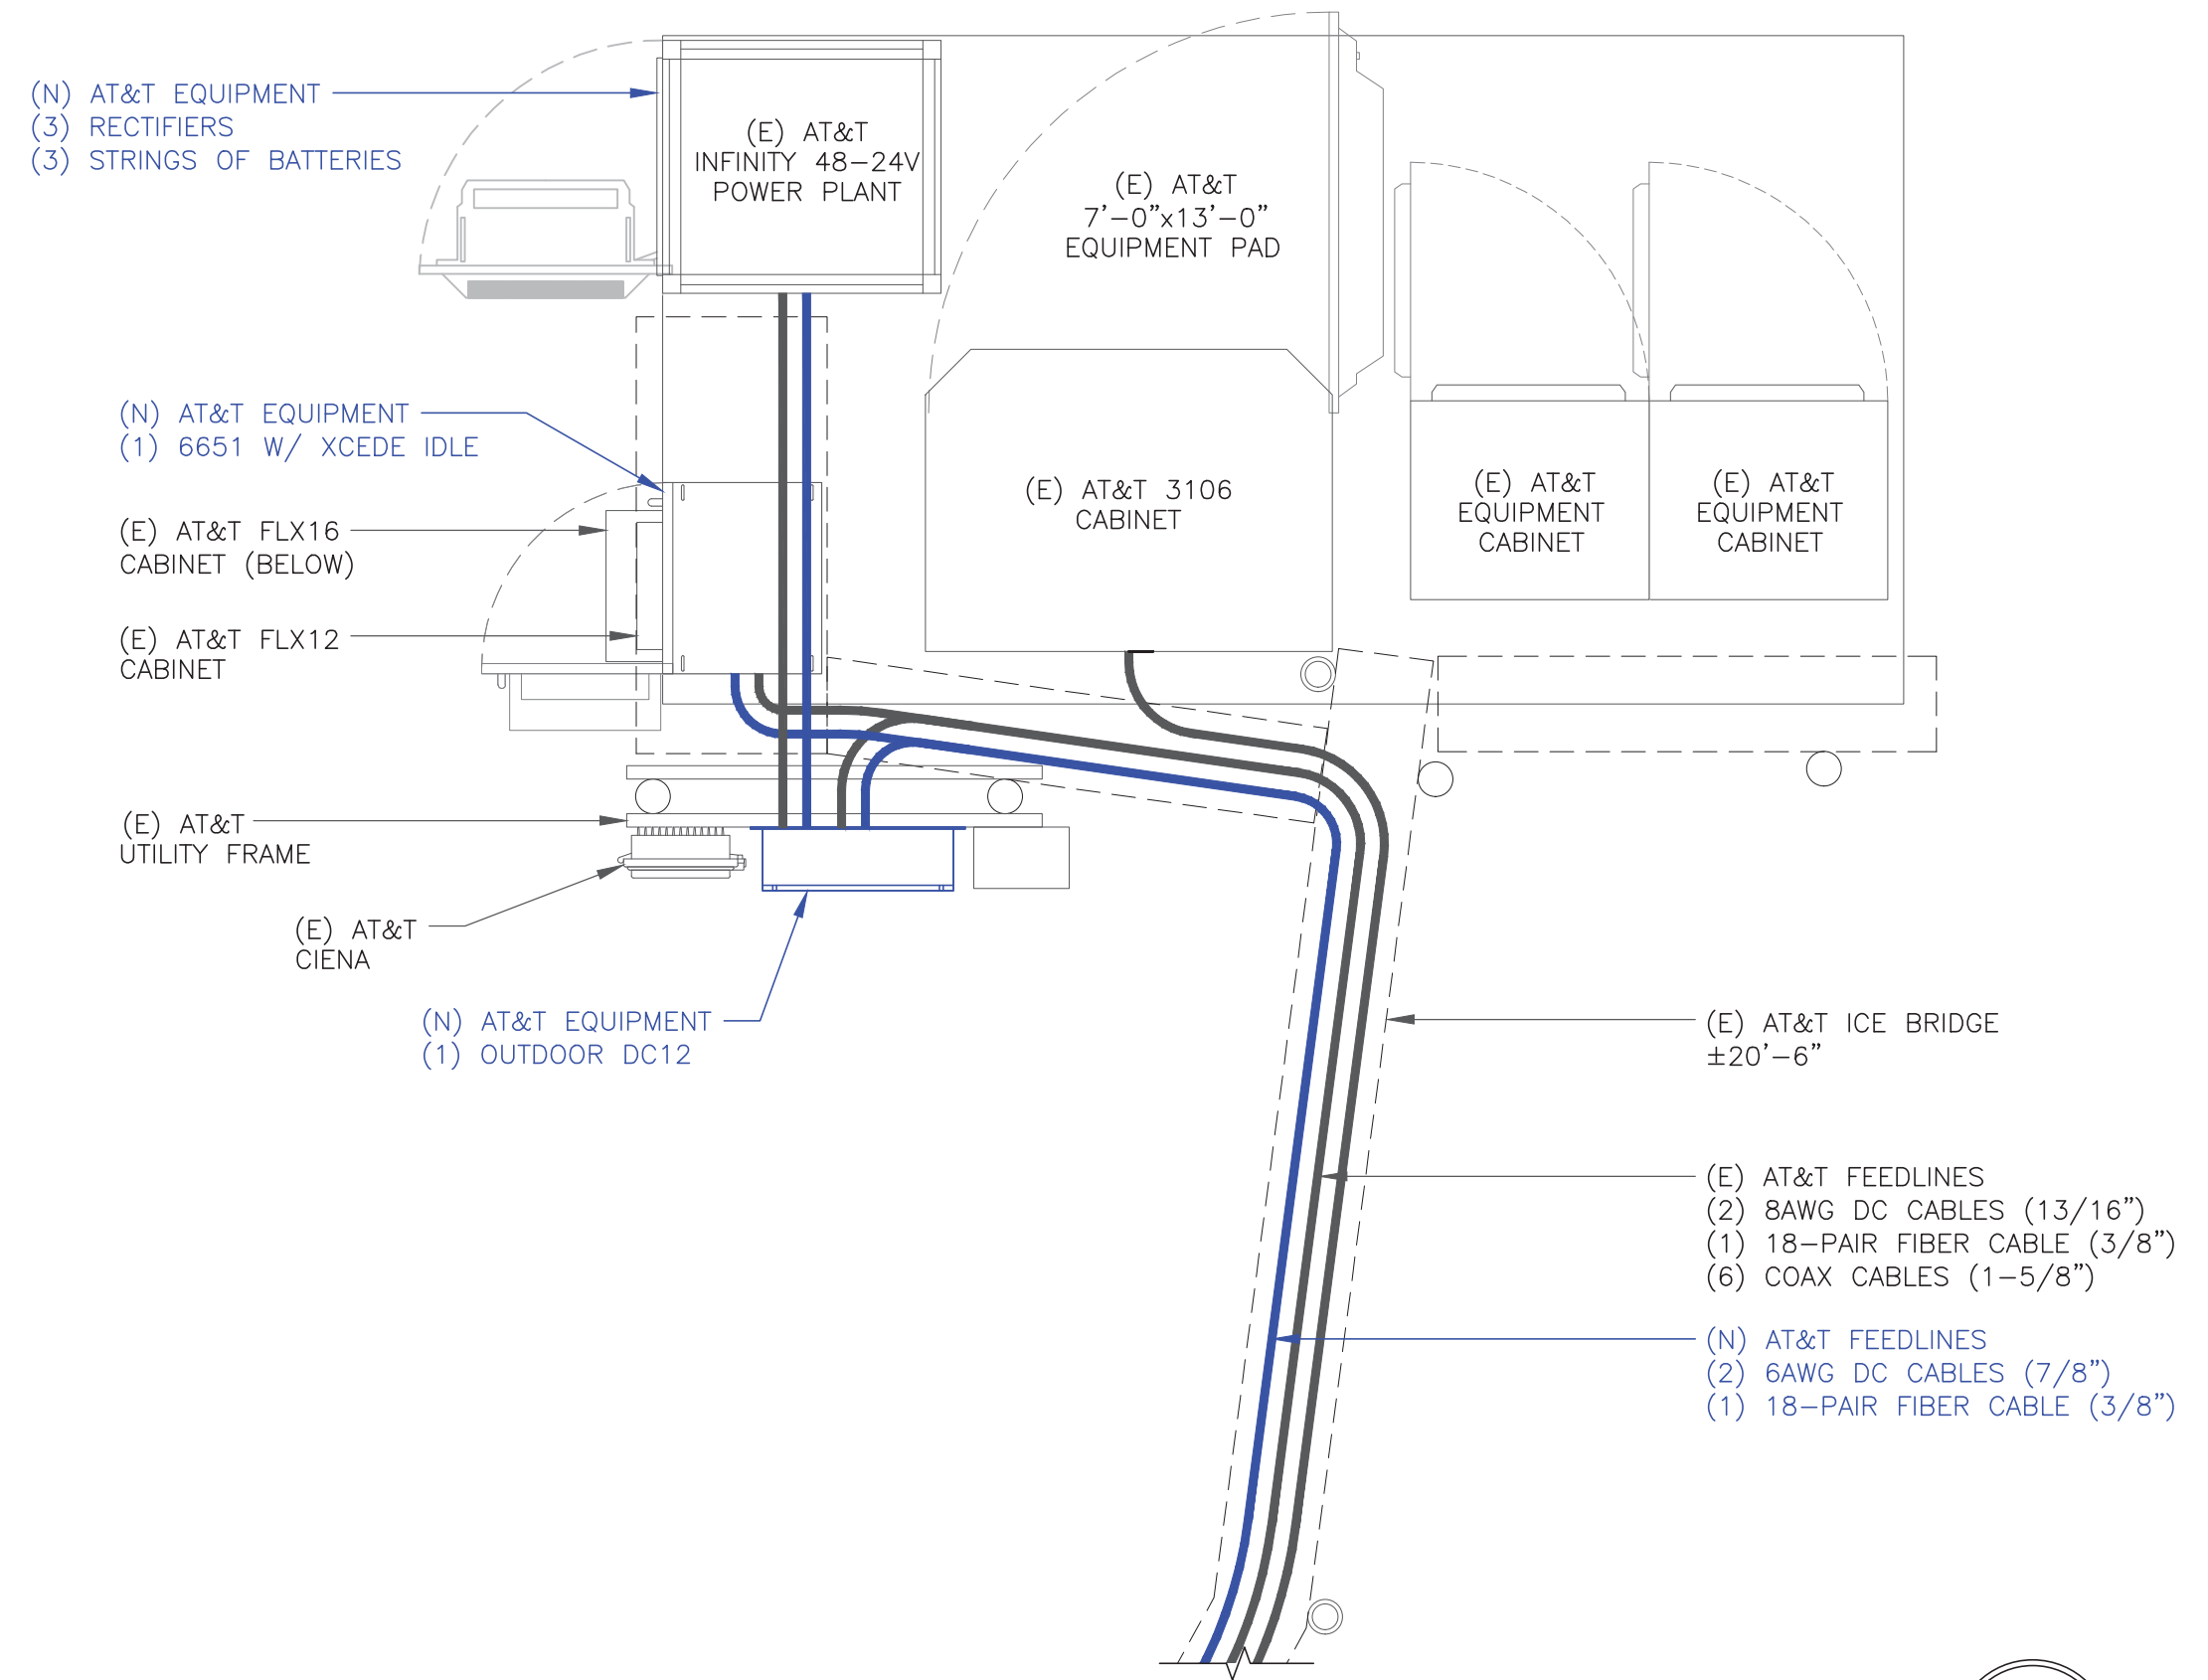 (N) AT&T EQUIPMENT
(3) RECTIFIERS
(3) STRINGS OF BATTERIES
(E) AT&T
INFINITY 48-24V
POWER PLANT
(E) AT&T
7'-0"x13'-0"
EQUIPMENT PAD
(N) AT&T EQUIPMENT
(1) 6651 W/ XCEDE IDLE
(E) AT&T FLX16
CABINET (BELOW)
(E) AT&T FLX12
CABINET
(E) AT&T 3106
CABINET
(E) AT&T
EQUIPMENT
CABINET
(E) AT&T
EQUIPMENT
CABINET
(E) AT&T
UTILITY FRAME
(E) AT&T
CIENA
(N) AT&T EQUIPMENT
(1) OUTDOOR DC12
(E) AT&T ICE BRIDGE
±20'-6"
(E) AT&T FEEDLINES
(2) 8AWG DC CABLES (13/16")
(1) 18-PAIR FIBER CABLE (3/8")
(6) COAX CABLES (1-5/8")
(N) AT&T FEEDLINES
(2) 6AWG DC CABLES (7/8")
(1) 18-PAIR FIBER CABLE (3/8")